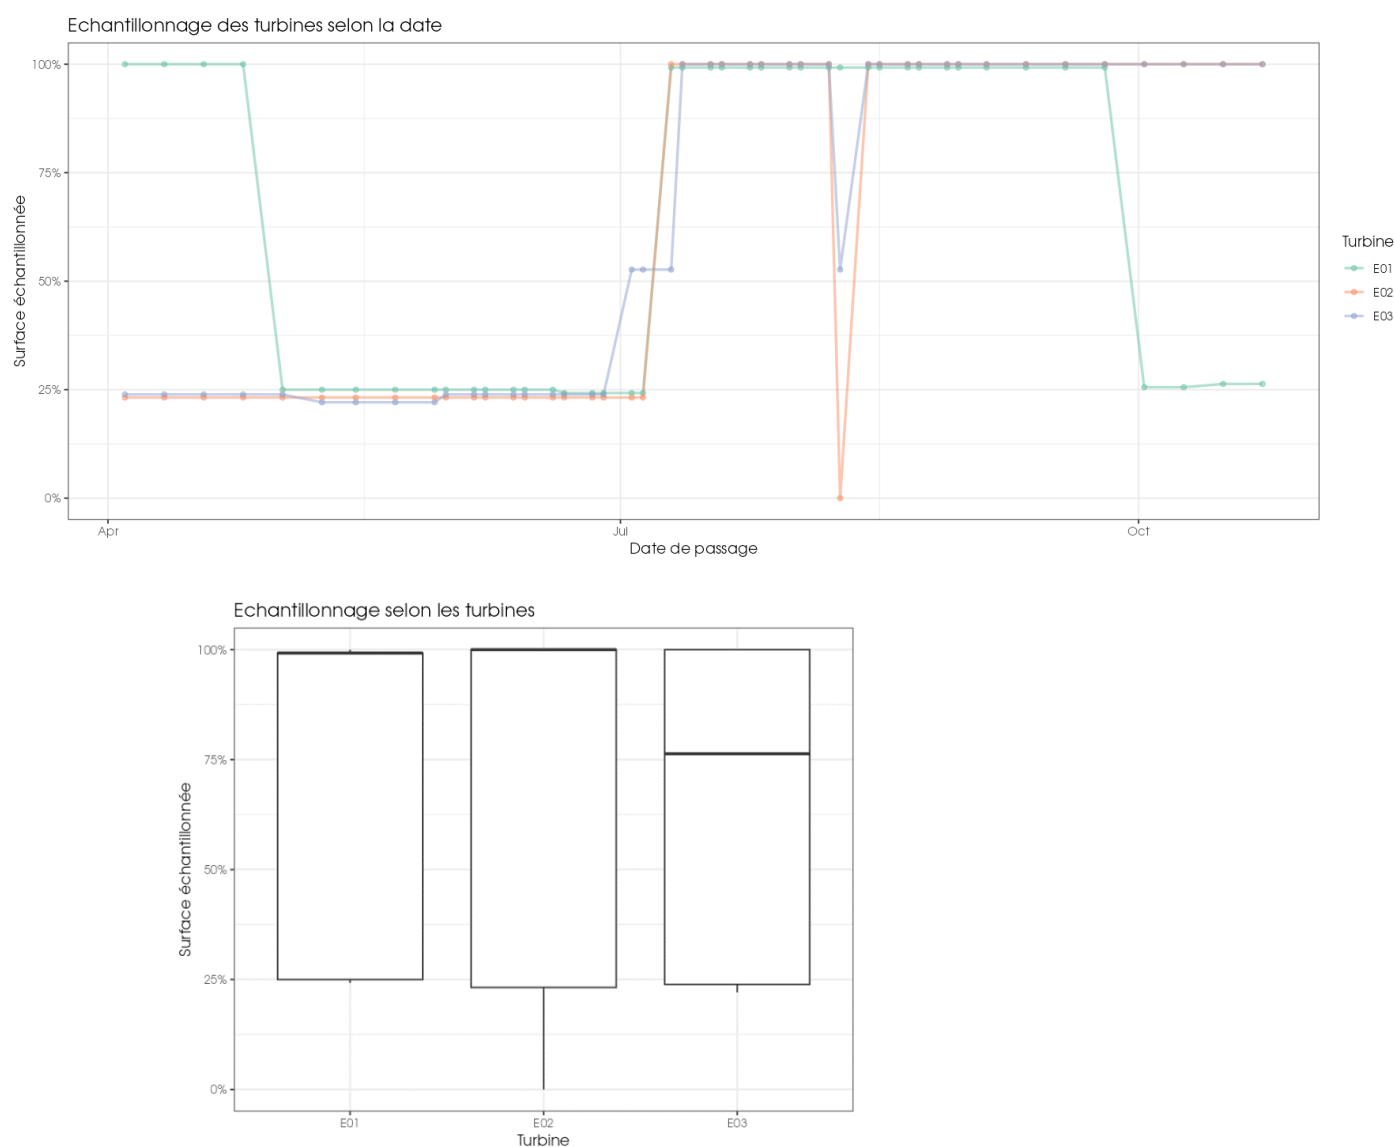 Echantillonnage des turbines selon la date
100%
75%
50%
25%
0%
Surface échantillonnée
Apr
Jul
Oct
Date de passage
Turbine
E01
E02
E03
Echantillonnage selon les turbines
100%
75%
50%
25%
0%
Surface échantillonnée
E01
E02
E03
Turbine